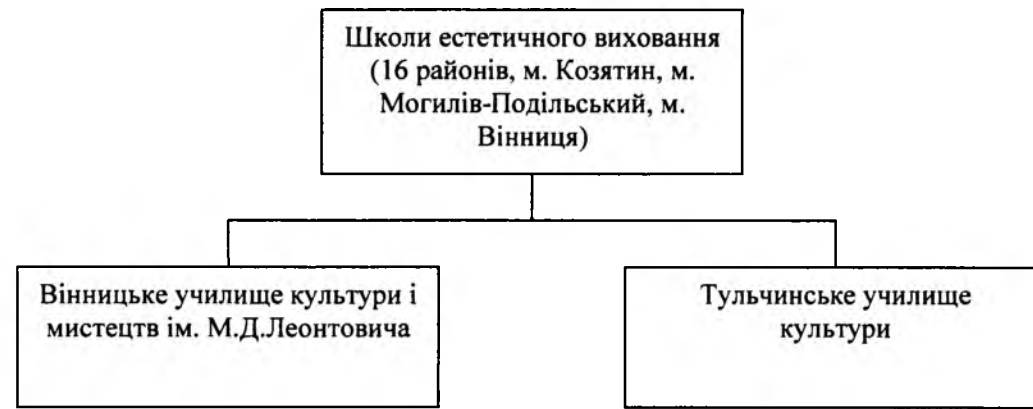 Школи естетичного виховання
(16 районів, м. Козятин, м.
Могилів-Подільський, м.
Вінниця)
Вінницьке училище культури і
мистецтв ім. М.Д.Леонтовича
Тульчинське училище
культури